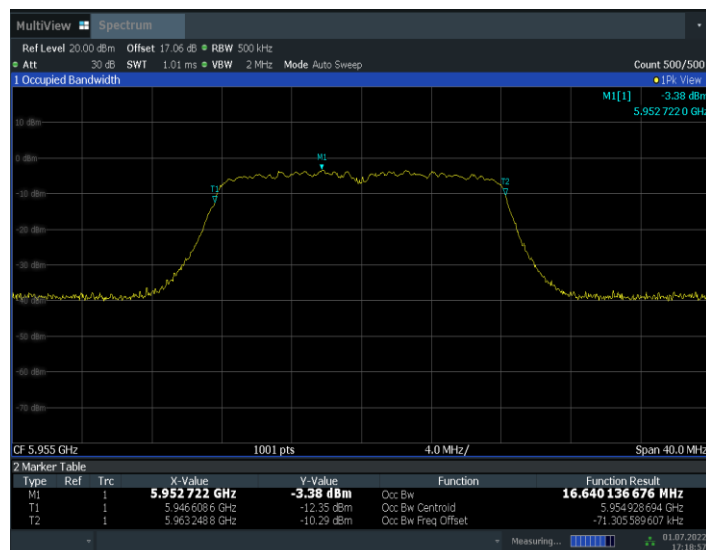 MultiView Spectrum
Ref Level 20.00 dBm Offset 17.06 dB RBW 500 kHz
Att 30 dB SWT 1.01 ms VBW 2 MHz Mode Auto Sweep Count 500/500
1 Occupied Bandwidth 1Pk View
M1[1] -3.38 dBm
5.952 722 0 GHz
10 dBm
0 dBm
M1
T1
T2
-10 dBm
-20 dBm
-30 dBm
-40 dBm
-50 dBm
-60 dBm
-70 dBm
CF 5.955 GHz 1001 pts 4.0 MHz/ Span 40.0 MHz
2 Marker Table
Type Ref Trc X-Value Y-Value Function Function Result
M1 1 5.952 722 GHz -3.38 dBm Occ Bw 16.640 136 676 MHz
T1 1 5.946 608 6 GHz -12.35 dBm Occ Bw Centroid 5.954 928 694 GHz
T2 1 5.963 248 8 GHz -10.29 dBm Occ Bw Freq Offset -71.305 589 607 kHz
Measuring... 01.07.2022
17:18:57